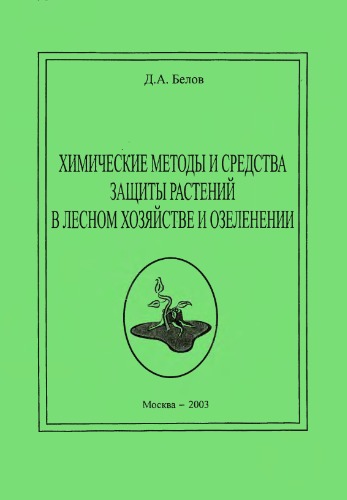 Д.А. Белов
ХИМИЧЕСКИЕ МЕТОДЫ И СРЕДСТВА
ЗАЩИТЫ РАСТЕНИЙ
В ЛЕСНОМ ХОЗЯЙСТВЕ И ОЗЕЛЕНЕНИИ
Москва – 2003